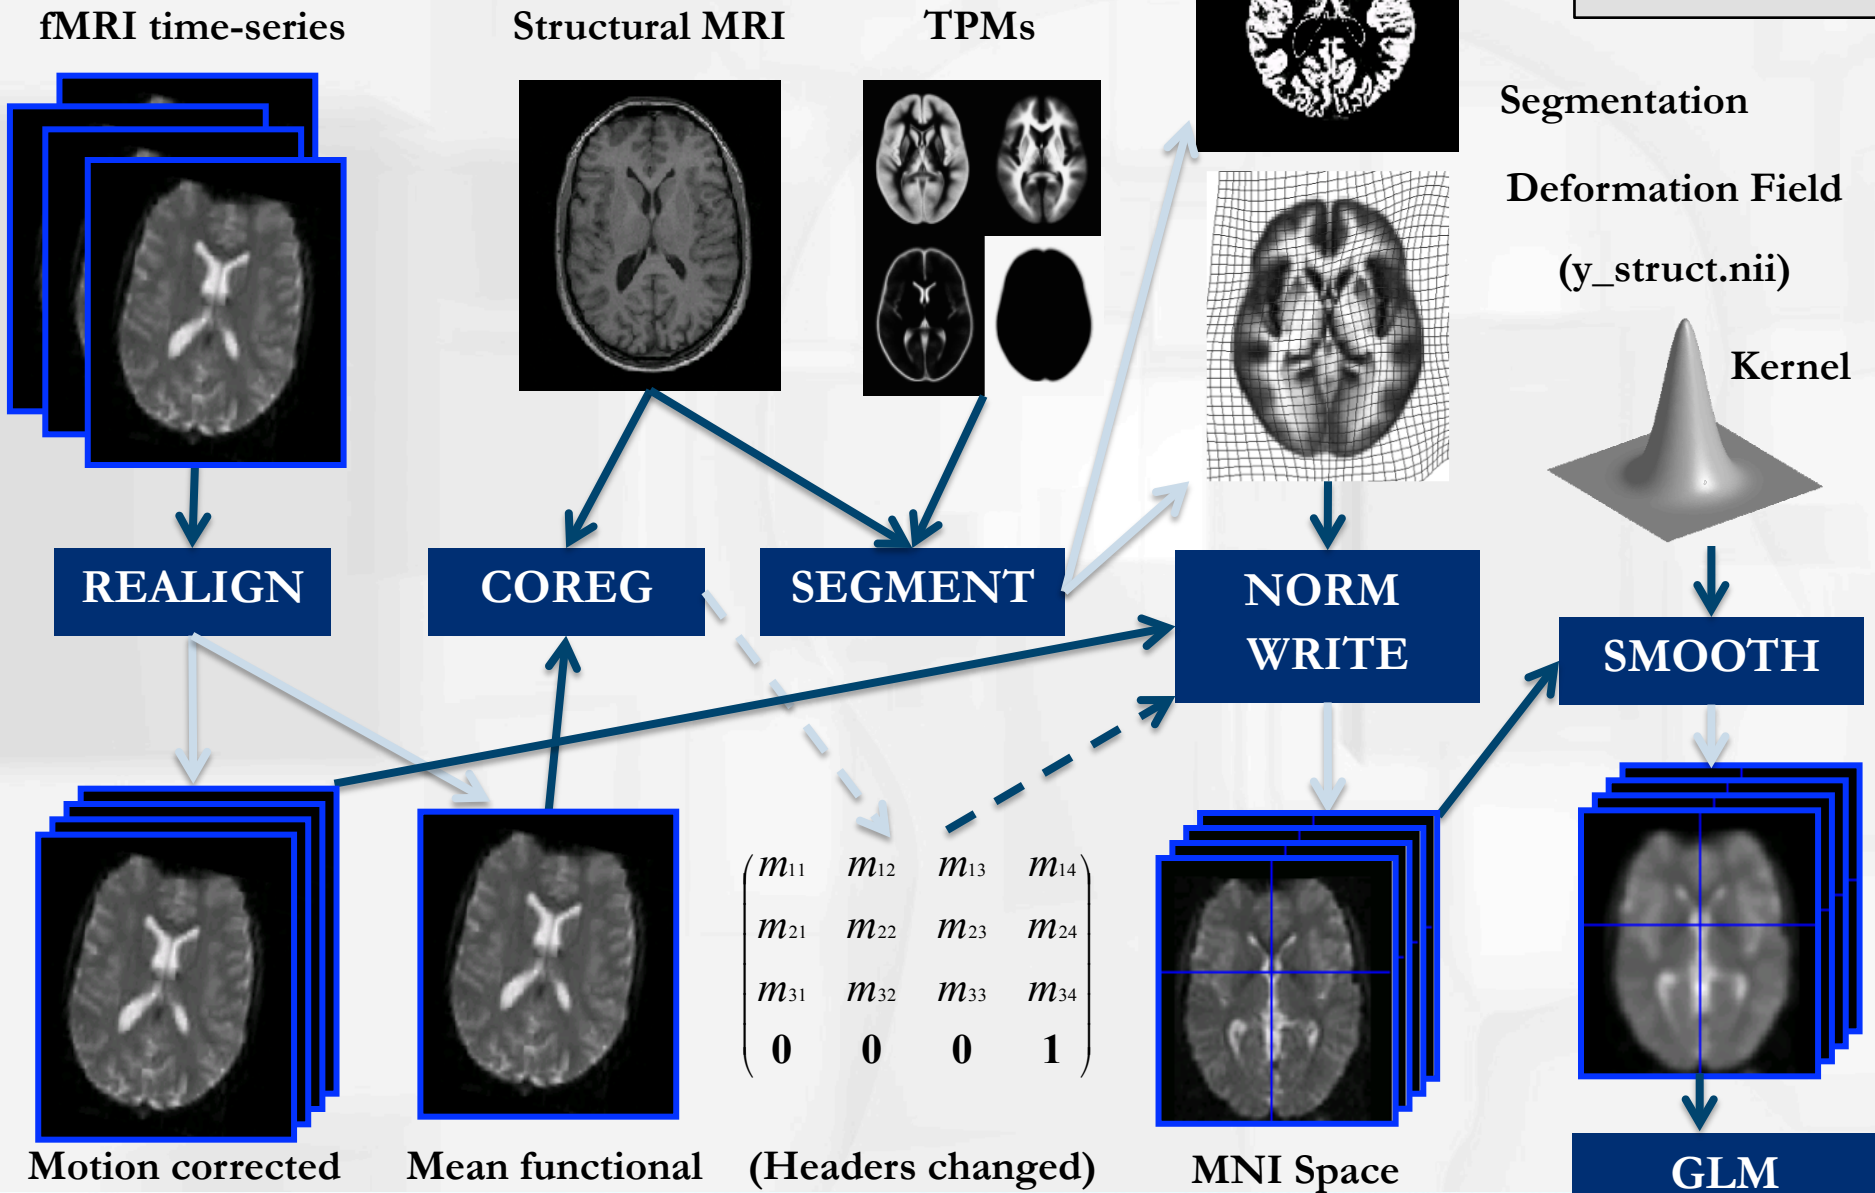 fMRI time-series
Structural MRI
TPMs
Segmentation
Deformation Field
(y_struct.nii)
Kernel
REALIGN
COREG
SEGMENT
NORM
WRITE
SMOOTH
m11 m12 m13 m14
m21 m22 m23 m24
m31 m32 m33 m34
0 0 0 1
Motion corrected
Mean functional
(Headers changed)
MNI Space
GLM